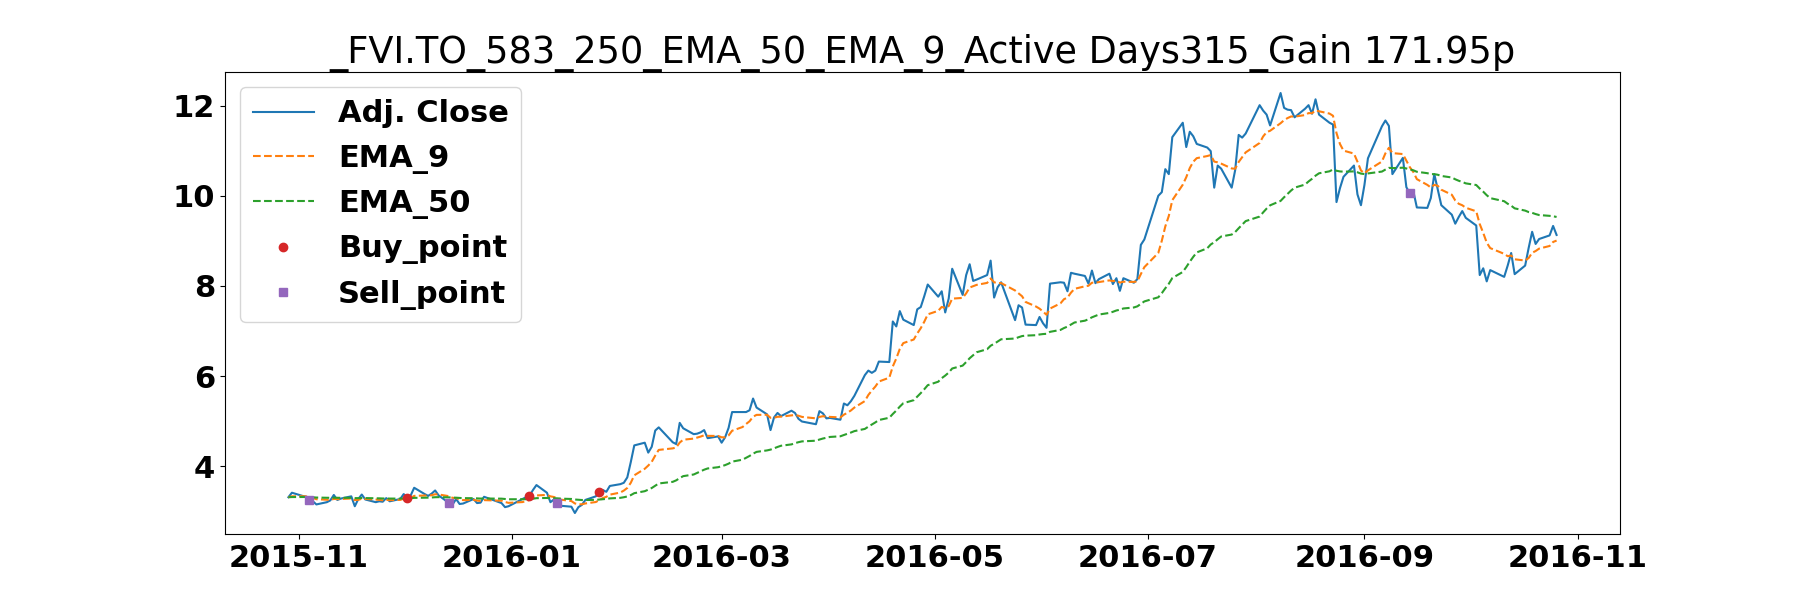 _FVI.TO_583_250_EMA_50_EMA_9_Active Days315_Gain 171.95p
Adj. Close
EMA_9
EMA_50
Buy_point
Sell_point
12
10
8
6
4
2015-11 2016-01 2016-03 2016-05 2016-07 2016-09 2016-11